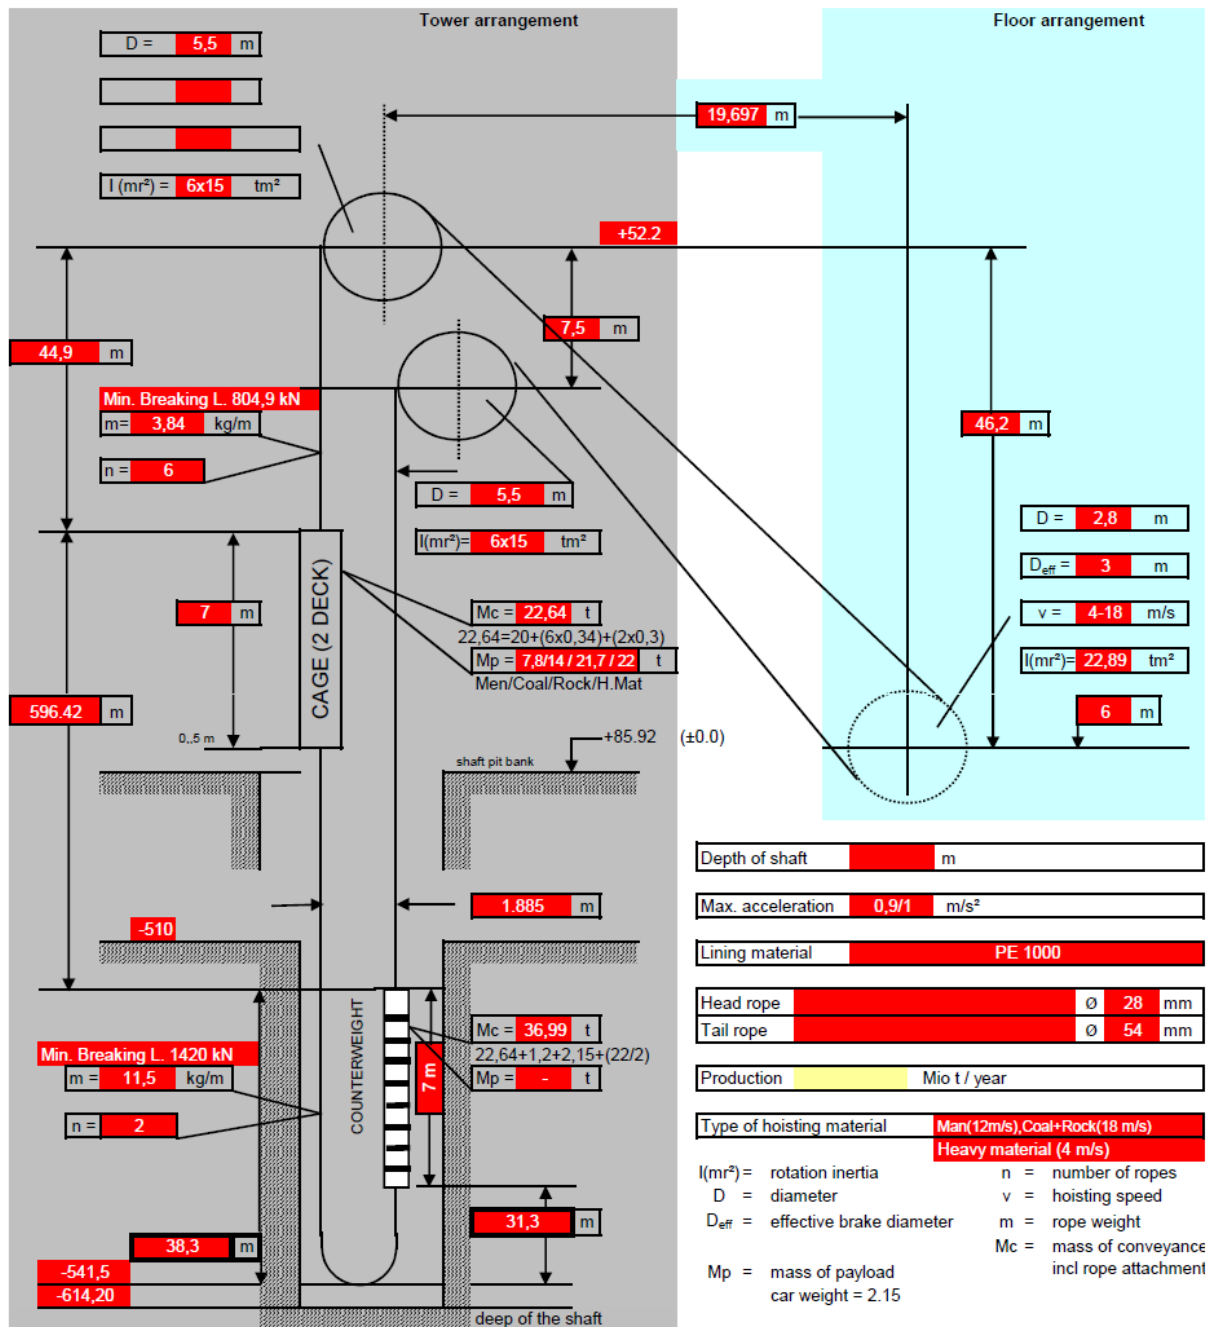 Tower arrangement
Floor arrangement
D = 5,5 m
19,697 m
I (mr²) = 6x15 tm²
+52.2
7,5 m
44,9 m
Min. Breaking L. 804,9 kN
m= 3,84 kg/m
46,2 m
n = 6
D = 5,5 m
D = 2,8 m
I(mr²)= 6x15 tm²
Deff = 3 m
CAGE (2 DECK)
7 m
Mc = 22,64 t
v = 4-18 m/s
22,64=20+(6x0,34)+(2x0,3)
Mp = 7,8/14 / 21,7 / 22 t
I(mr²)= 22,89 tm²
Men/Coal/Rock/H.Mat
596.42 m
6 m
0,,5 m
+85.92 (±0.0)
shaft pit bank
Depth of shaft m
1.885 m
Max. acceleration 0,9/1 m/s²
-510
Lining material PE 1000
COUNTERWEIGHT
Head rope Ø 28 mm
Mc = 36,99 t
Tail rope Ø 54 mm
Min. Breaking L. 1420 kN
22,64+1,2+2,15+(22/2)
7 m
m = 11,5 kg/m
Mp = - t
Production Mio t / year
n = 2
Type of hoisting material Man(12m/s),Coal+Rock(18 m/s)
Heavy material (4 m/s)
I(mr²) = rotation inertia n = number of ropes
D = diameter v = hoisting speed
31,3 m
Deff = effective brake diameter m = rope weight
38,3 m
Mc = mass of conveyance
incl rope attachment
-541,5
Mp = mass of payload
-614,20
car weight = 2.15
deep of the shaft